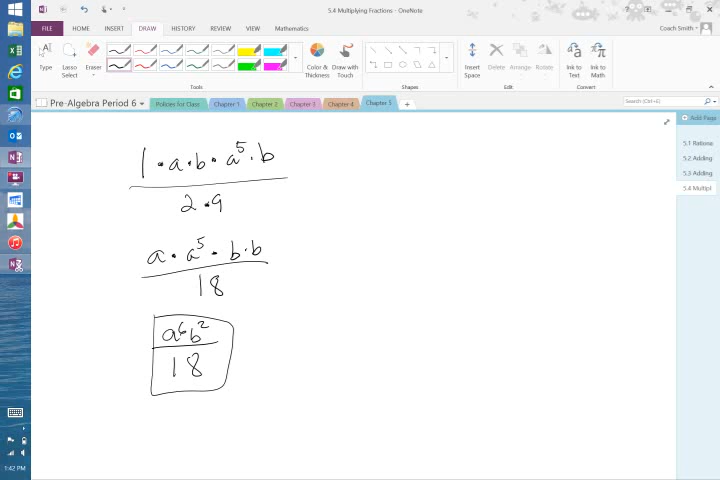 5.4 Multiplying Fractions - OneNote
FILE HOME INSERT DRAW HISTORY REVIEW VIEW Mathematics
Coach Smith
Type
Lasso Select
Eraser
Color & Thickness
Draw with Touch
Insert Space
Delete
Arrange
Rotate
Ink to Text
Ink to Math
Tools Shapes Edit Convert
Pre-Algebra Period 6
Policies for Class Chapter 1 Chapter 2 Chapter 3 Chapter 4 Chapter 5
Search (Ctrl+E)
Add Page
5.1 Rationa
5.2 Adding
5.3 Adding
5.4 Multipl
1 • a • b • a⁵ · b
2 • 9
a • a⁵ • b · b
18
a⁶b²
18
1:42 PM